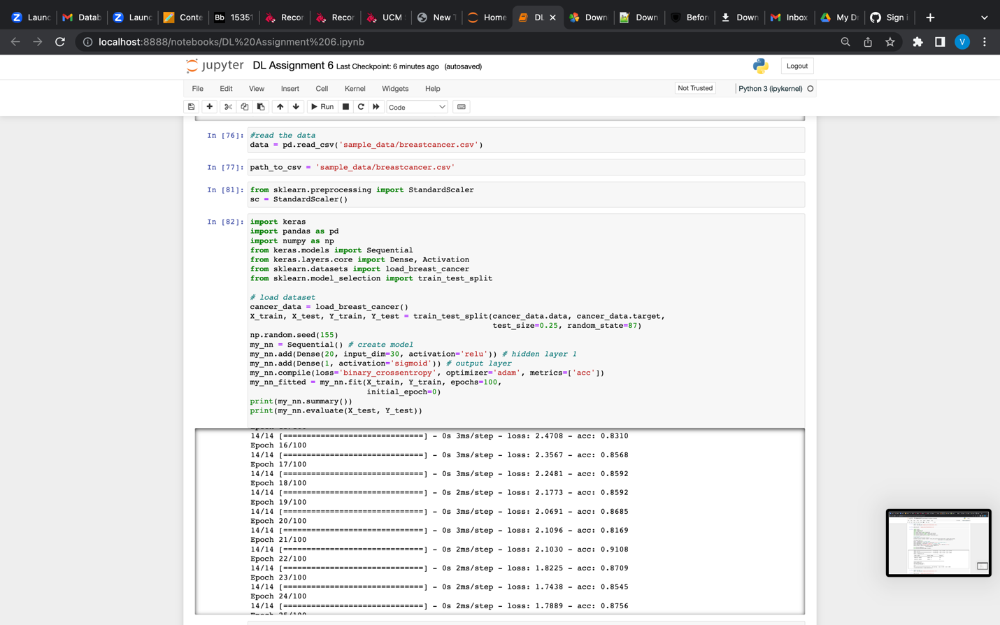 Launc
Datab
Launc
Conte
Bb 15351
Recor
Recor
UCM
New T
Home
DL
Down
Down
Befor
Down
Inbox
My Dr
Sign i
localhost:8888/notebooks/DL%20Assignment%206.ipynb
V
jupyter DL Assignment 6 Last Checkpoint: 6 minutes ago (autosaved)
Logout
File Edit View Insert Cell Kernel Widgets Help
Not Trusted
Python 3 (ipykernel)
Run
Code
In [76]: #read the data
data = pd.read_csv('sample_data/breastcancer.csv')
In [77]: path_to_csv = 'sample_data/breastcancer.csv'
In [81]: from sklearn.preprocessing import StandardScaler
sc = StandardScaler()
In [82]: import keras
import pandas as pd
import numpy as np
from keras.models import Sequential
from keras.layers.core import Dense, Activation
from sklearn.datasets import load_breast_cancer
from sklearn.model_selection import train_test_split
# load dataset
cancer_data = load_breast_cancer()
X_train, X_test, Y_train, Y_test = train_test_split(cancer_data.data, cancer_data.target,
test_size=0.25, random_state=87)
np.random.seed(155)
my_nn = Sequential() # create model
my_nn.add(Dense(20, input_dim=30, activation='relu')) # hidden layer 1
my_nn.add(Dense(1, activation='sigmoid')) # output layer
my_nn.compile(loss='binary_crossentropy', optimizer='adam', metrics=['acc'])
my_nn_fitted = my_nn.fit(X_train, Y_train, epochs=100,
initial_epoch=0)
print(my_nn.summary())
print(my_nn.evaluate(X_test, Y_test))
14/14 [==============================] - 0s 3ms/step - loss: 2.4708 - acc: 0.8310
Epoch 16/100
14/14 [==============================] - 0s 3ms/step - loss: 2.3567 - acc: 0.8568
Epoch 17/100
14/14 [==============================] - 0s 3ms/step - loss: 2.2481 - acc: 0.8592
Epoch 18/100
14/14 [==============================] - 0s 2ms/step - loss: 2.1773 - acc: 0.8592
Epoch 19/100
14/14 [==============================] - 0s 3ms/step - loss: 2.0691 - acc: 0.8685
Epoch 20/100
14/14 [==============================] - 0s 3ms/step - loss: 2.1096 - acc: 0.8169
Epoch 21/100
14/14 [==============================] - 0s 2ms/step - loss: 2.1030 - acc: 0.9108
Epoch 22/100
14/14 [==============================] - 0s 2ms/step - loss: 1.8225 - acc: 0.8709
Epoch 23/100
14/14 [==============================] - 0s 2ms/step - loss: 1.7438 - acc: 0.8545
Epoch 24/100
14/14 [==============================] - 0s 2ms/step - loss: 1.7889 - acc: 0.8756